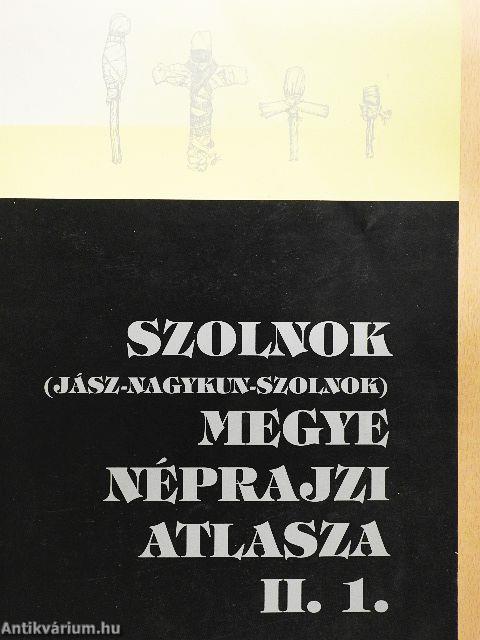 SZOLNOK
(JÁSZ-NAGYKUN-SZOLNOK)
MEGYE
NÉPRAJZI
ATLASZA
II. 1.
Antikvárium.hu